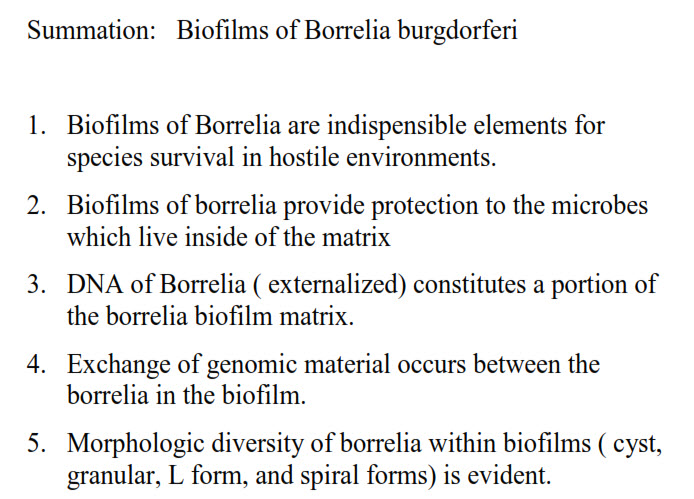 Summation: Biofilms of Borrelia burgdorferi
1. Biofilms of Borrelia are indispensible elements for
species survival in hostile environments.
2. Biofilms of borrelia provide protection to the microbes
which live inside of the matrix
3. DNA of Borrelia ( externalized) constitutes a portion of
the borrelia biofilm matrix.
4. Exchange of genomic material occurs between the
borrelia in the biofilm.
5. Morphologic diversity of borrelia within biofilms ( cyst,
granular, L form, and spiral forms) is evident.